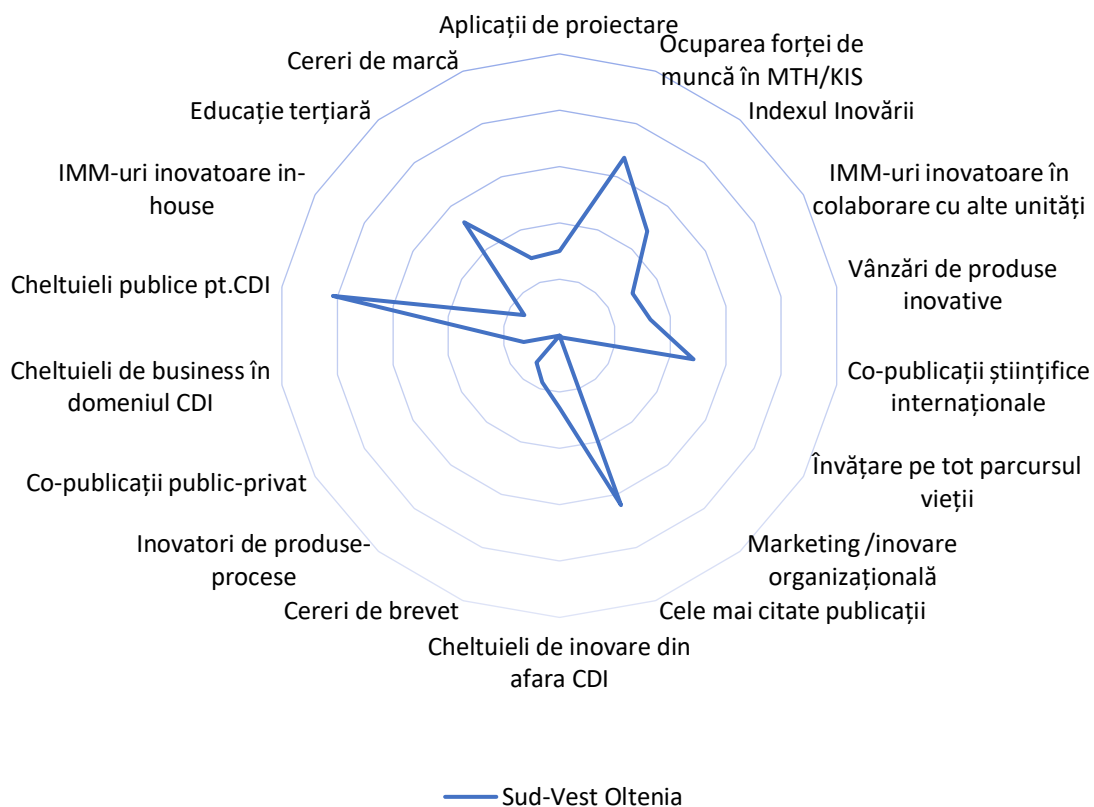 Aplicații de proiectare
Ocuparea forței de
muncă în MTH/KIS
Indexul Inovării
IMM-uri inovatoare în
colaborare cu alte unități
Vânzări de produse
inovative
Co-publicații științifice
internaționale
Învățare pe tot parcursul
vieții
Marketing /inovare
organizațională
Cele mai citate publicații
Cheltuieli de inovare din
afara CDI
Cereri de brevet
Inovatori de produse-
procese
Co-publicații public-privat
Cheltuieli de business în
domeniul CDI
Cheltuieli publice pt.CDI
IMM-uri inovatoare in-
house
Educație terțiară
Cereri de marcă
Sud-Vest Oltenia